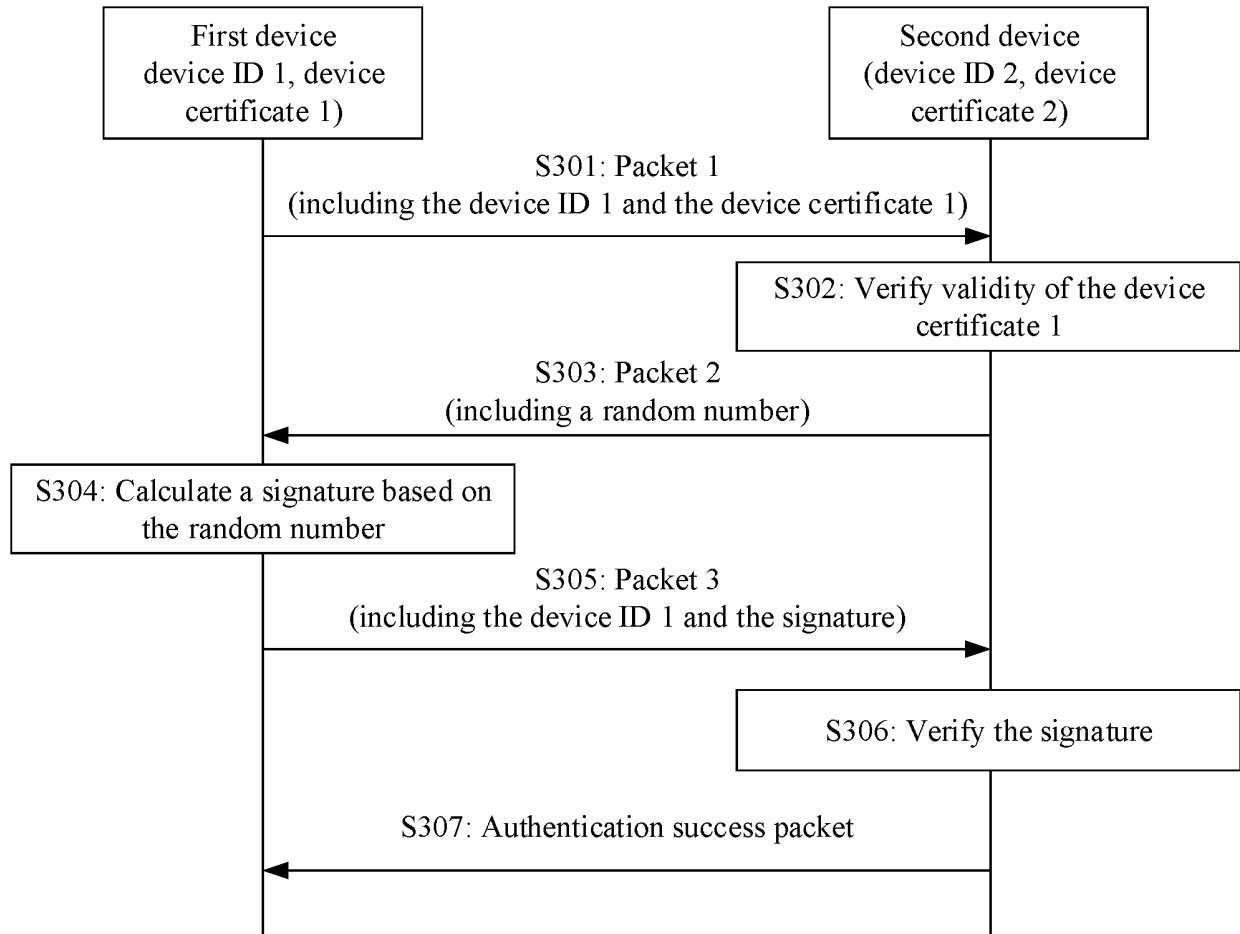 First device
device ID 1, device
certificate 1)
Second device
(device ID 2, device
certificate 2)
S301: Packet 1
(including the device ID 1 and the device certificate 1)
S302: Verify validity of the device
certificate 1
S303: Packet 2
(including a random number)
S304: Calculate a signature based on
the random number
S305: Packet 3
(including the device ID 1 and the signature)
S306: Verify the signature
S307: Authentication success packet